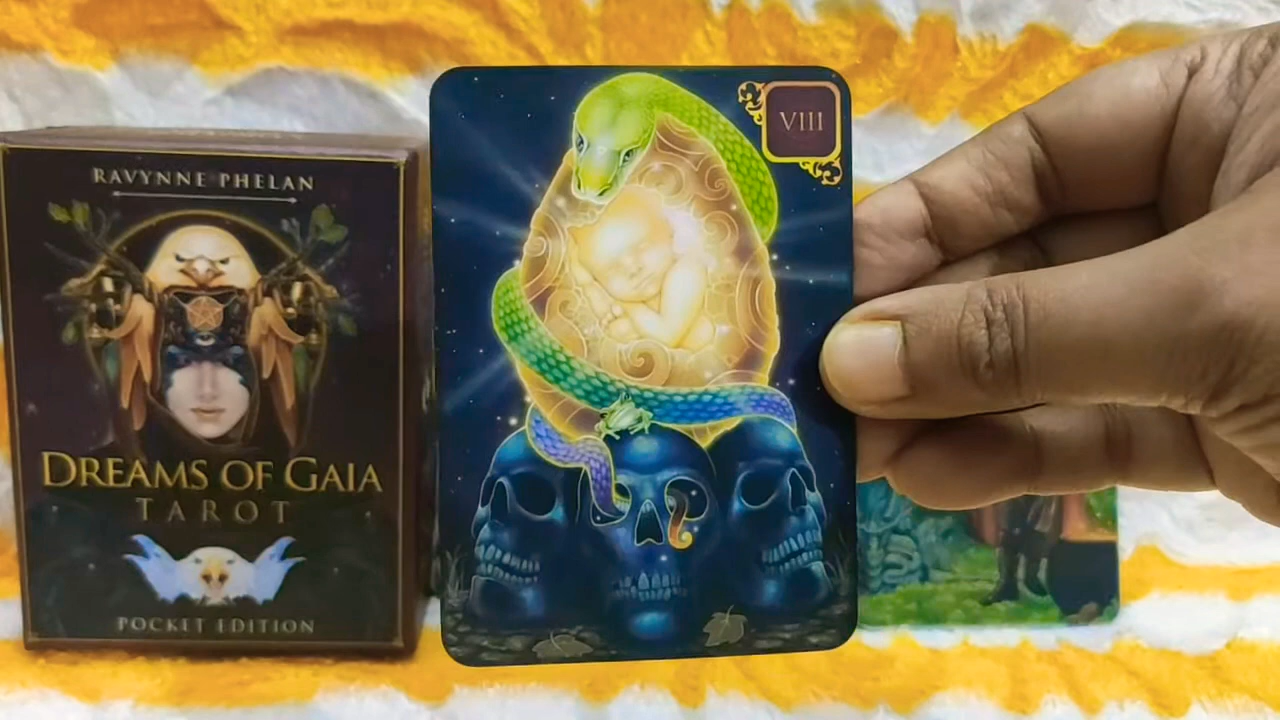 RAVYNNE PHELAN
DREAMS OF GAIA
TAROT
POCKET EDITION
VIII